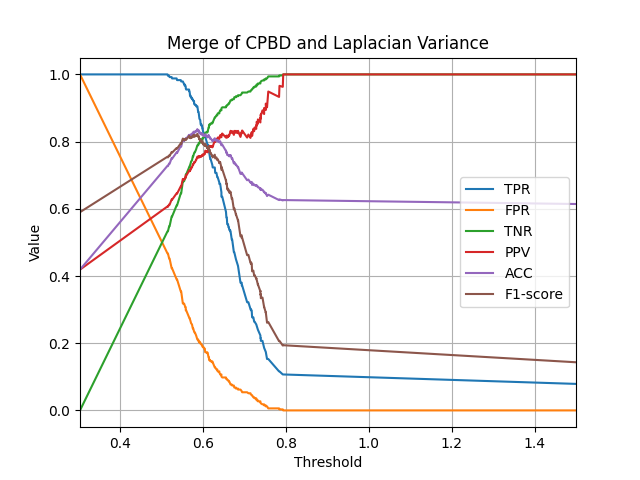 Merge of CPBD and Laplacian Variance
Value
1.0
0.8
0.6
0.4
0.2
0.0
TPR
FPR
TNR
PPV
ACC
F1-score
0.4 0.6 0.8 1.0 1.2 1.4
Threshold